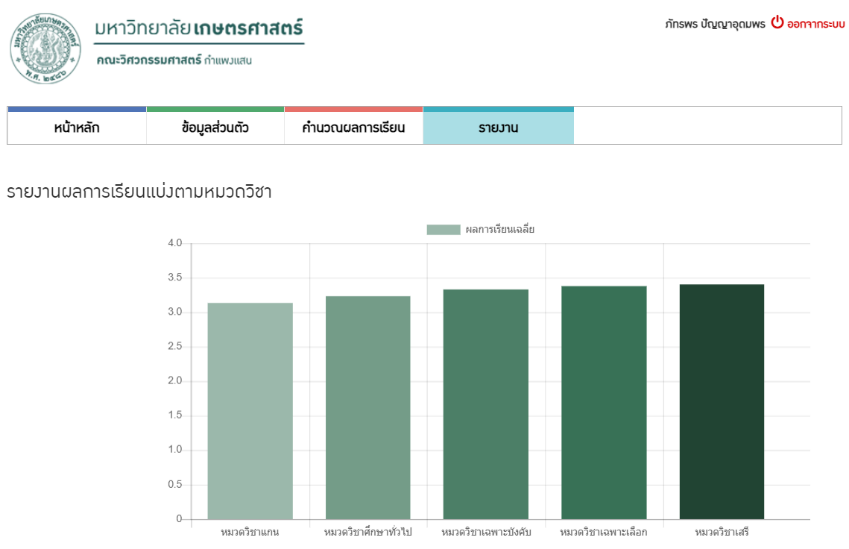 มหาวิทยาลัยเกษตรศาสตร์
คณะวิศวกรรมศาสตร์ กำแพงแสน
ภัทรพร ปัญญาอุดมพร ออกจากระบบ
หน้าหลัก
ข้อมูลส่วนตัว
คำนวณผลการเรียน
รายงาน
รายงานผลการเรียนแบ่งตามหมวดวิชา
ผลการเรียนเฉลี่ย
4.0
3.5
3.0
2.5
2.0
1.5
1.0
0.5
0
หมวดวิชาแกน
หมวดวิชาศึกษาทั่วไป
หมวดวิชาเฉพาะบังคับ
หมวดวิชาเฉพาะเลือก
หมวดวิชาเสรี